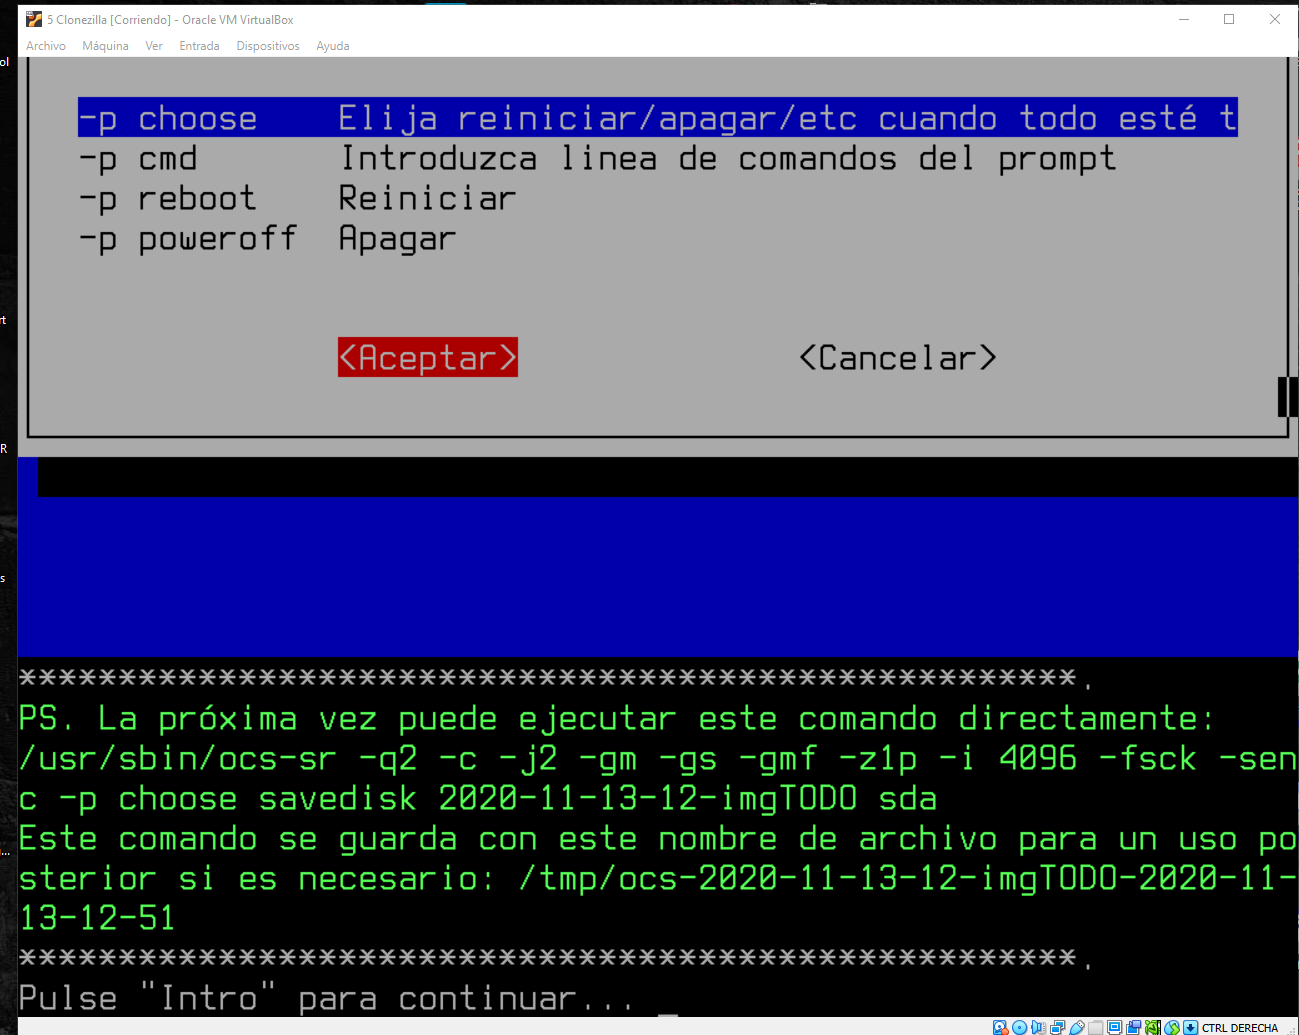 5 Clonezilla [Corriendo] - Oracle VM VirtualBox
Archivo Máquina Ver Entrada Dispositivos Ayuda
ol
-p choose Elija reiniciar/apagar/etc cuando todo esté t
-p cmd Introduzca linea de comandos del prompt
-p reboot Reiniciar
-p poweroff Apagar
rt
<Aceptar> <Cancelar>
R
s
*****************************************************.
PS. La próxima vez puede ejecutar este comando directamente:
/usr/sbin/ocs-sr -q2 -c -j2 -gm -gs -gmf -z1p -i 4096 -fsck -sen
c -p choose savedisk 2020-11-13-12-imgTODO sda
Este comando se guarda con este nombre de archivo para un uso po
sterior si es necesario: /tmp/ocs-2020-11-13-12-imgTODO-2020-11-
i...
13-12-51
*****************************************************.
Pulse "Intro" para continuar... _
CTRL DERECHA